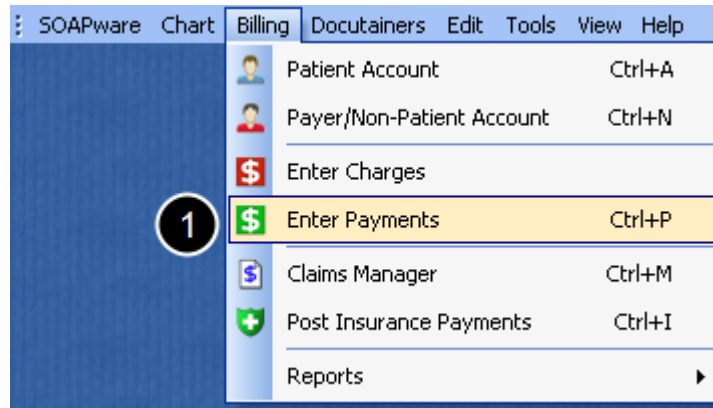 SOAPware Chart Billing Docutainers Edit Tools View Help
Patient Account Ctrl+A
Payer/Non-Patient Account Ctrl+N
$ Enter Charges
1 $ Enter Payments Ctrl+P
$ Claims Manager Ctrl+M
Post Insurance Payments Ctrl+I
Reports